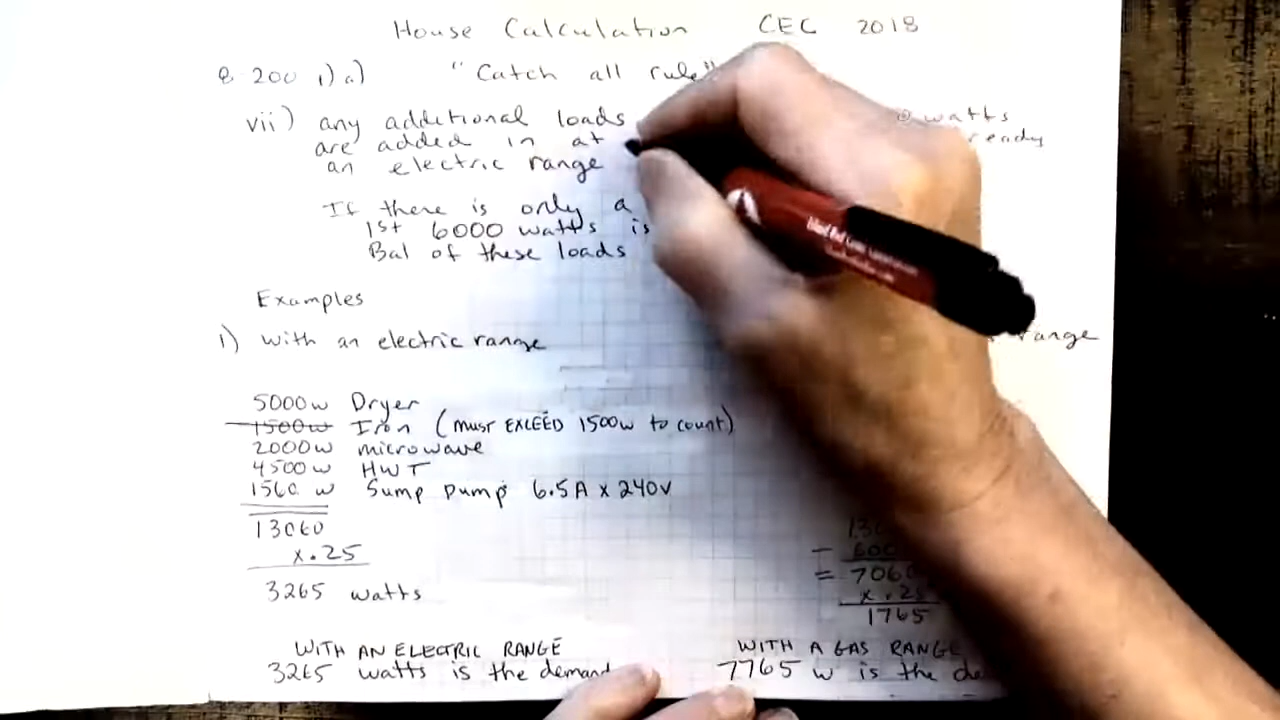 House Calculation CEC 2018
8-200 1) a) "Catch all rule"
vii) any additional loads watts
are added in at ready
an electric range
If there is only a
1st 6000 watts is
Bal of these loads
Examples
1) with an electric range range
5000w Dryer
1500w Iron (must EXCEED 1500w to count)
2000w microwave
4500w HWT
1560 w Sump pump 6.5A x 240v
13060
x.25
3265 watts
- 600
= 7060
x.25
1765
WITH AN ELECTRIC RANGE WITH A GAS RANGE
3265 watts is the demand 7765 w is the de